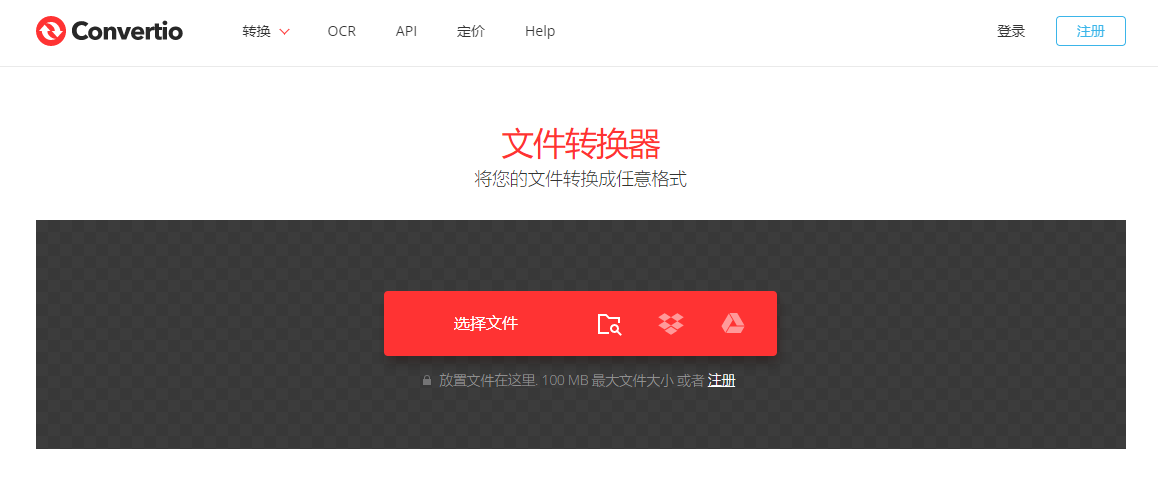 Convertio 转换 OCR API 定价 Help 登录 注册
文件转换器
将您的文件转换成任意格式
选择文件
放置文件在这里. 100 MB 最大文件大小 或者 注册